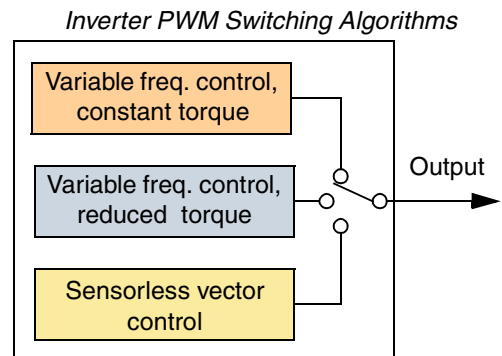 Inverter PWM Switching Algorithms
Variable freq. control,
constant torque
Variable freq. control,
reduced torque
Output
Sensorless vector
control